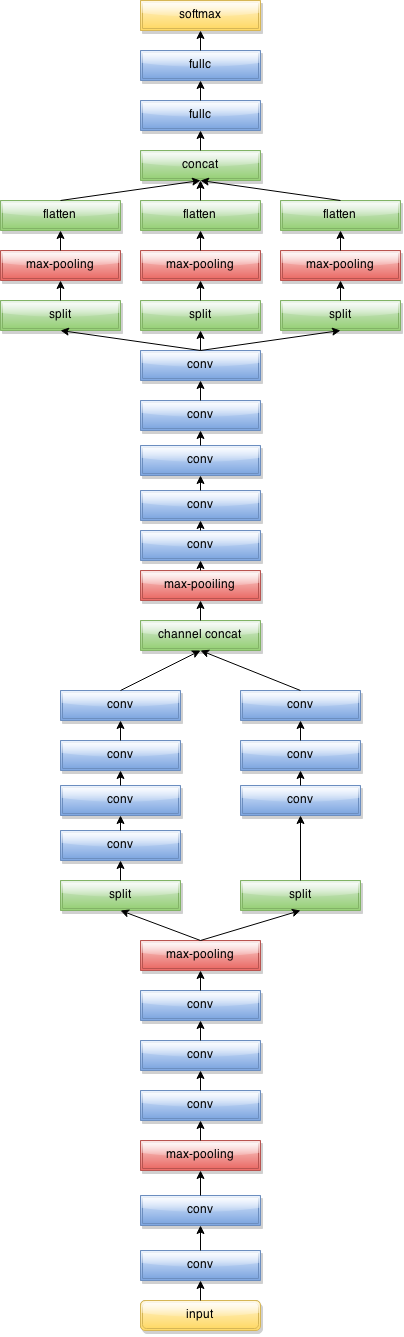 softmax
fullc
fullc
concat
flatten flatten flatten
max-pooling max-pooling max-pooling
split split split
conv
conv
conv
conv
conv
max-pooiling
channel concat
conv conv
conv conv
conv conv
conv
split split
max-pooling
conv
conv
conv
max-pooling
conv
conv
input